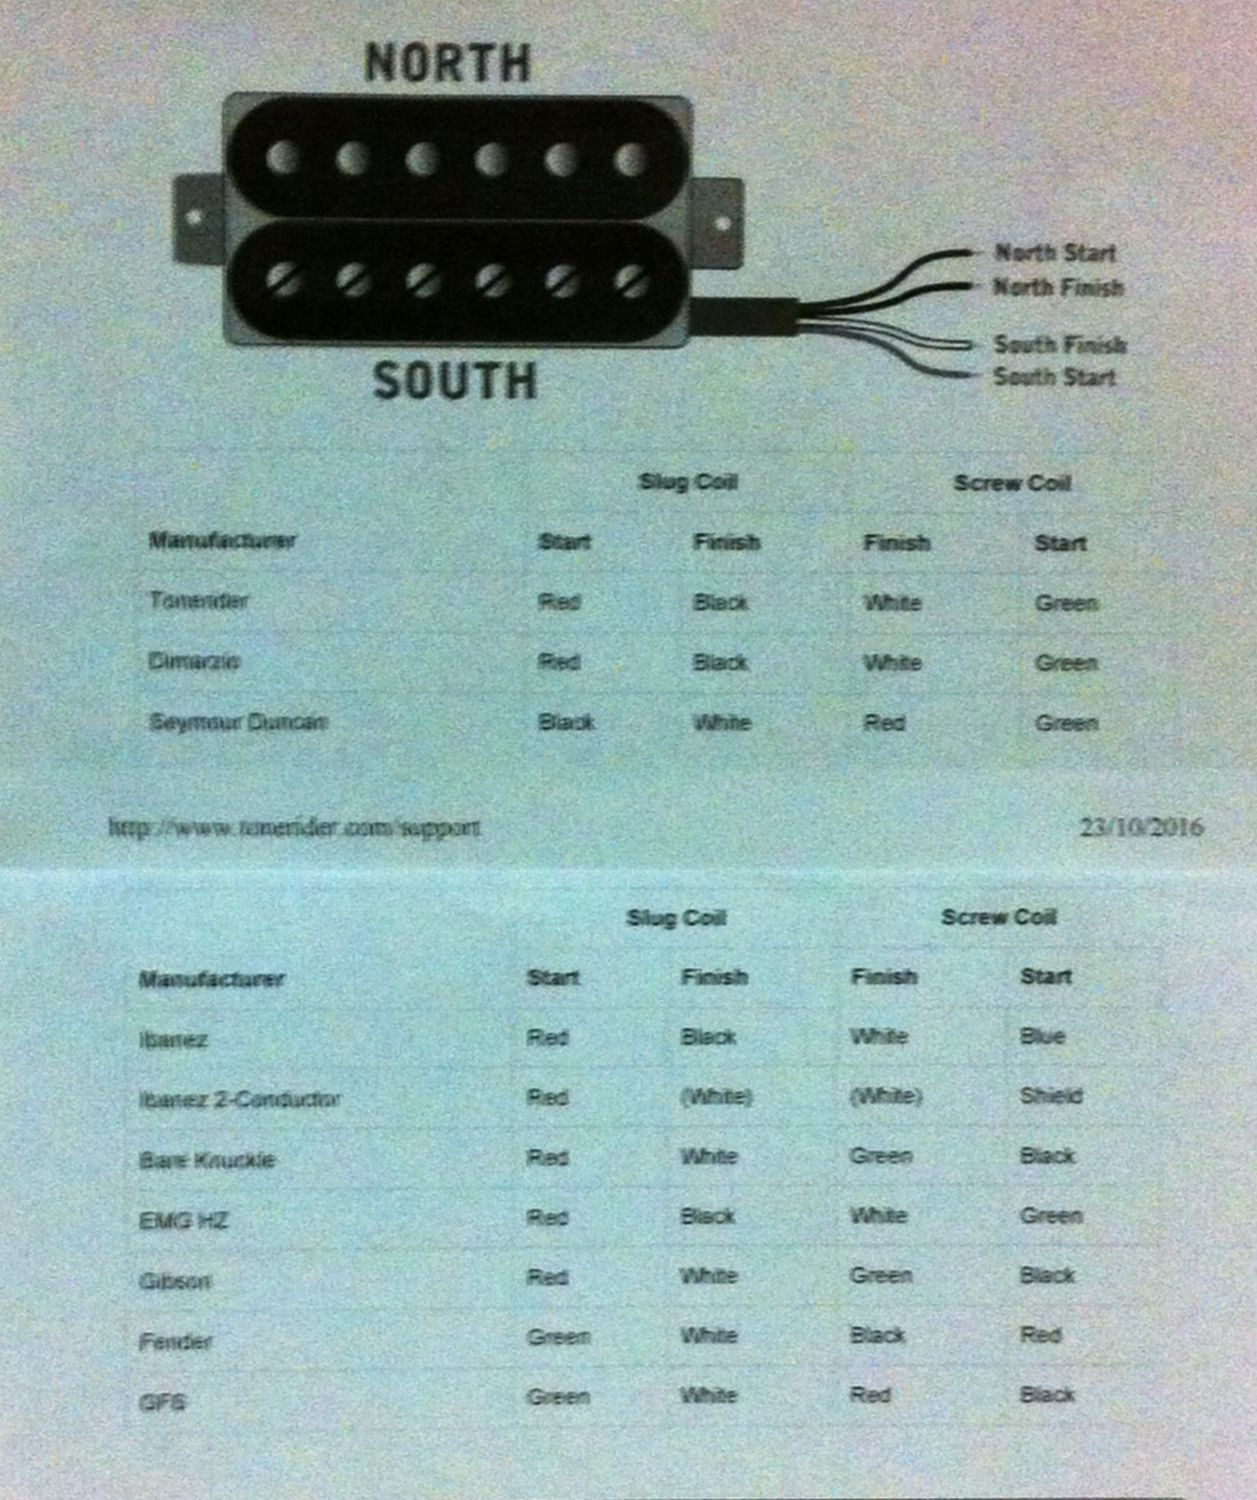 NORTH
North Start
North Finish
South Finish
South Start
SOUTH
Slug Coil Screw Coil
Manufacturer Start Finish Finish Start
Tonerider Red Black White Green
Dimarzio Red Black White Green
Seymour Duncan Black White Red Green
http://www.tonerider.com/support 23/10/2016
Slug Coil Screw Coil
Manufacturer Start Finish Finish Start
Ibanez Red Black White Blue
Ibanez 2-Conductor Red (White) (White) Shield
Bare Knuckle Red White Green Black
EMG HZ Red Black White Green
Gibson Red White Green Black
Fender Green White Black Red
GFS Green White Red Black